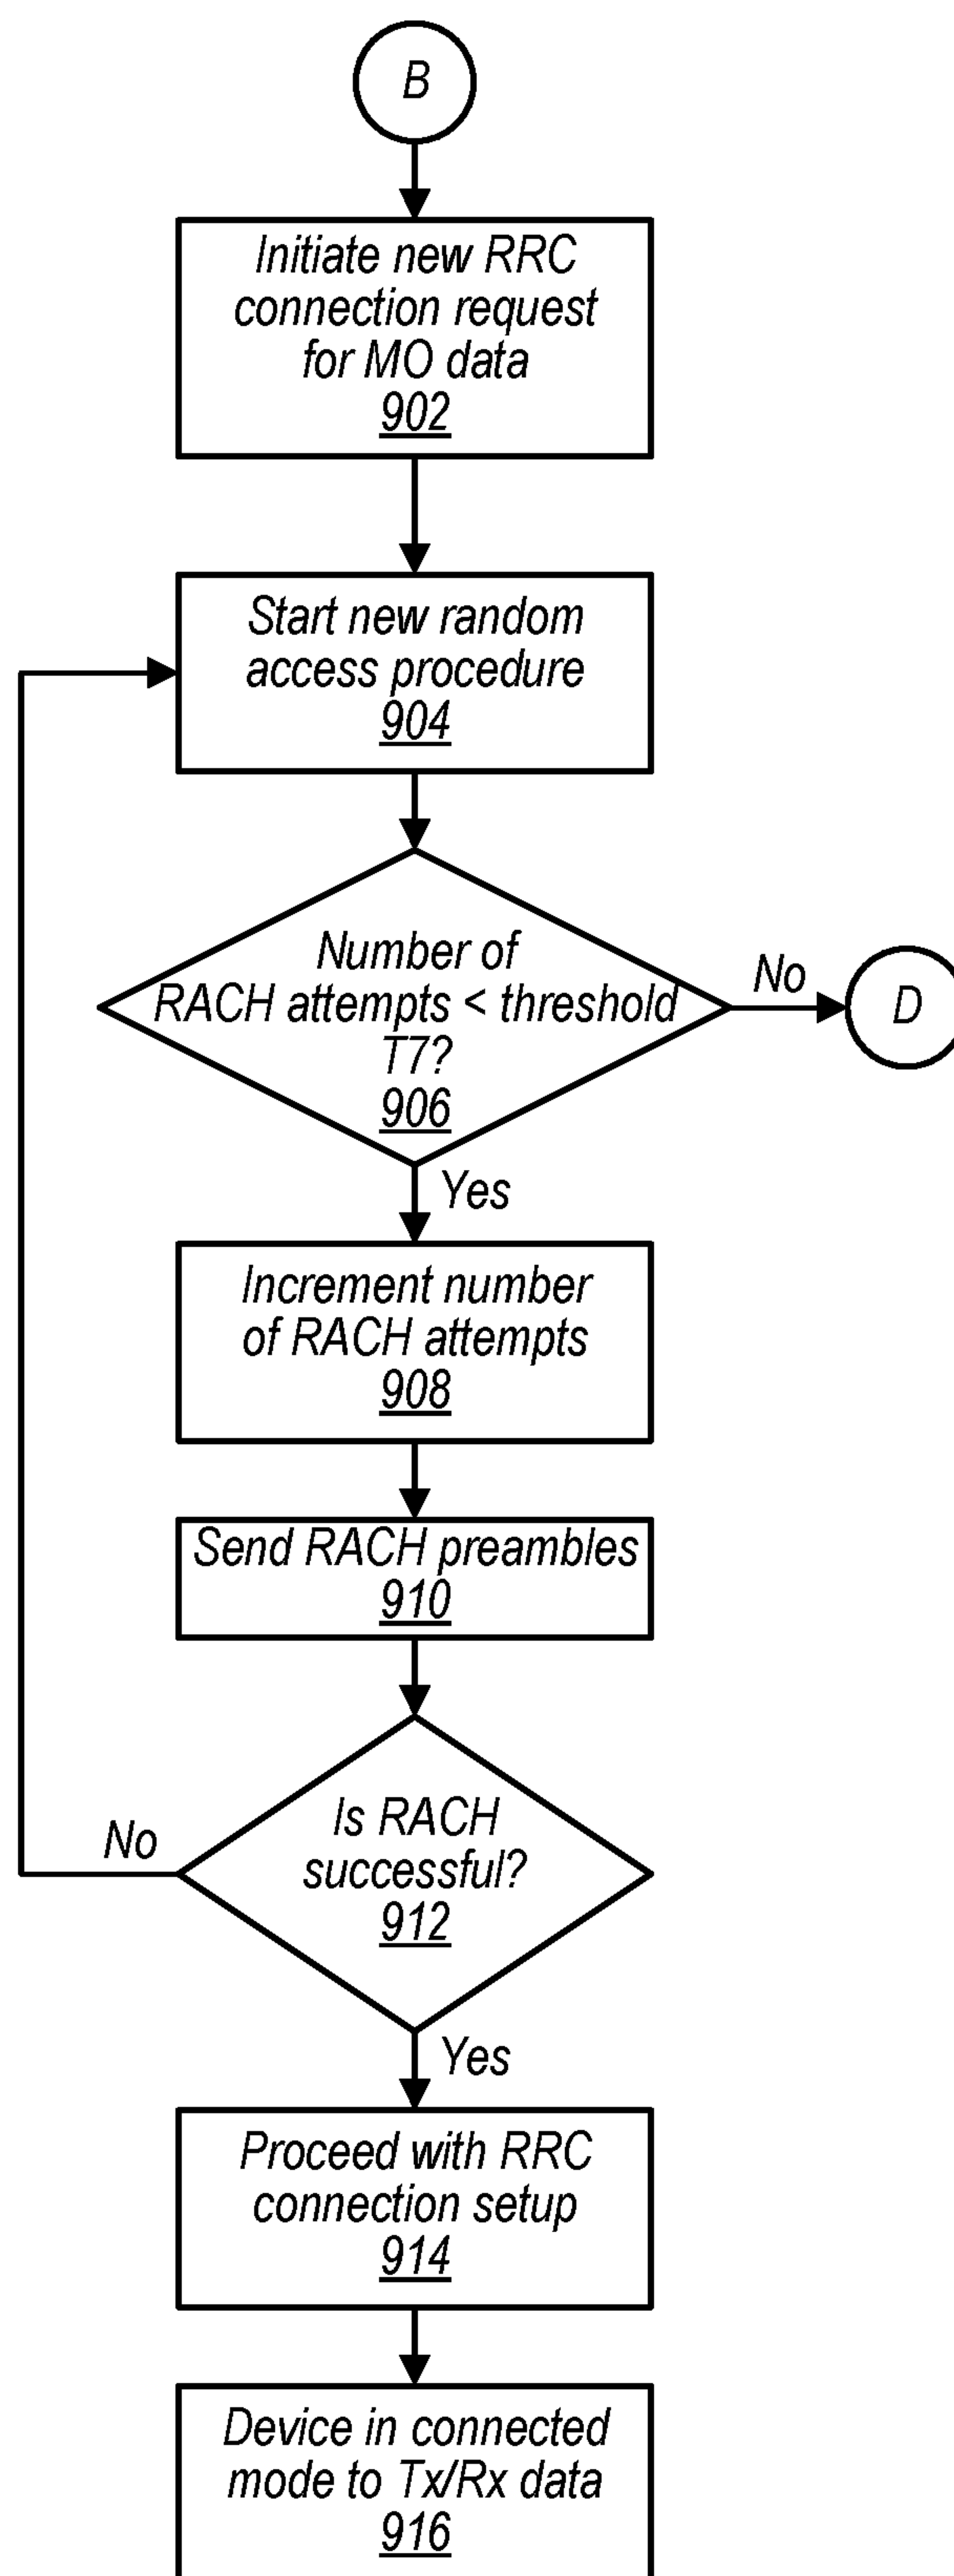 B
Initiate new RRC
connection request
for MO data
902
Start new random
access procedure
904
Number of
RACH attempts < threshold
T7?
906
No
D
Yes
Increment number
of RACH attempts
908
Send RACH preambles
910
Is RACH
successful?
912
No
Yes
Proceed with RRC
connection setup
914
Device in connected
mode to Tx/Rx data
916